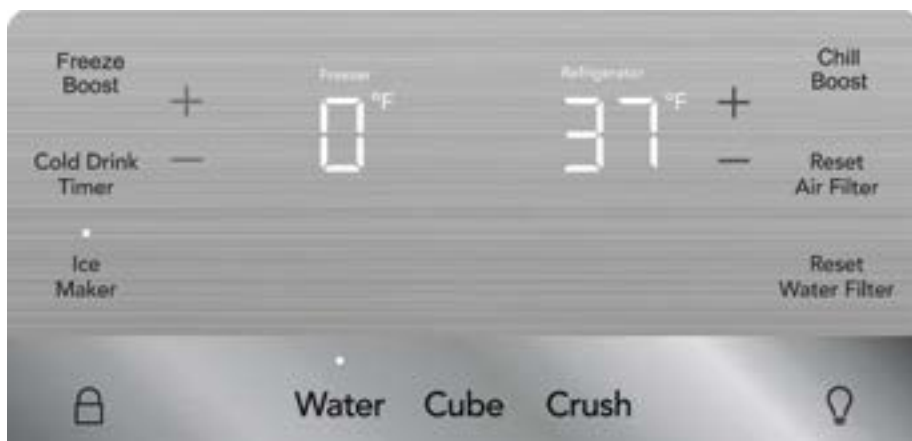 Freeze
Boost
Freezer
Refrigerator
Chill
Boost
+
0°F
37°F
+
Cold Drink
Timer
−
−
Reset
Air Filter
Ice
Maker
Reset
Water Filter
Water Cube Crush